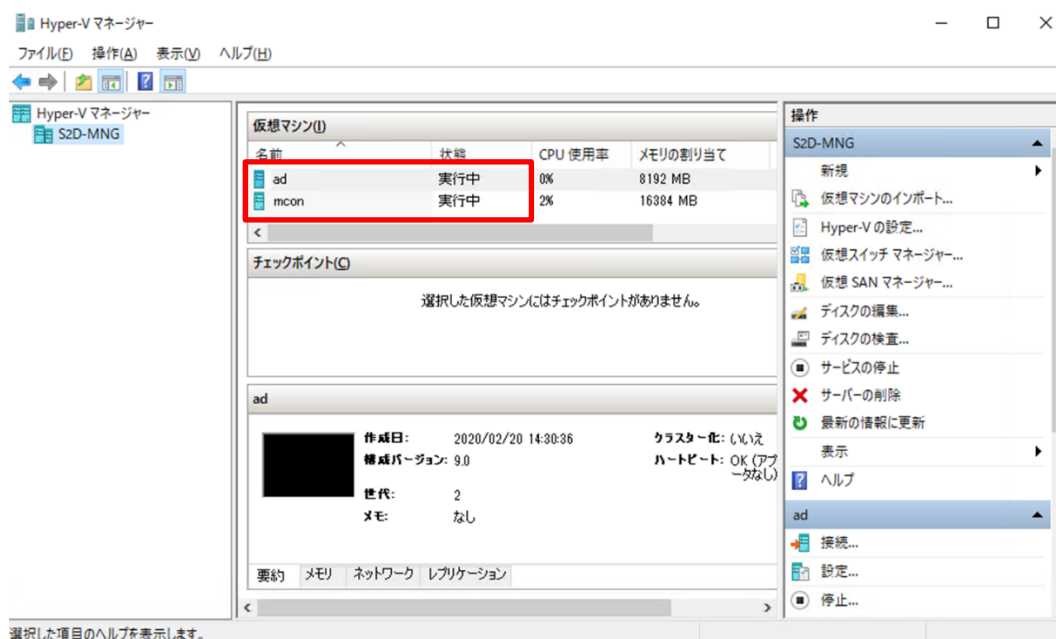 Hyper-V マネージャー
ファイル(F) 操作(A) 表示(V) ヘルプ(H)
Hyper-V マネージャー
S2D-MNG
仮想マシン(I)
名前 状態 CPU 使用率 メモリの割り当て
ad 実行中 0% 8192 MB
mcon 実行中 2% 16384 MB
チェックポイント(C)
選択した仮想マシンにはチェックポイントがありません。
ad
作成日: 2020/02/20 14:30:36 クラスター化: いいえ
構成バージョン: 9.0 ハートビート: OK (アプ
ータなし)
世代: 2
メモ: なし
要約 メモリ ネットワーク レプリケーション
操作
S2D-MNG
新規
仮想マシンのインポート...
Hyper-V の設定...
仮想スイッチ マネージャー...
仮想 SAN マネージャー...
ディスクの編集...
ディスクの検査...
サービスの停止
サーバーの削除
最新の情報に更新
表示
ヘルプ
ad
接続...
設定...
停止...
選択した項目のヘルプを表示します。